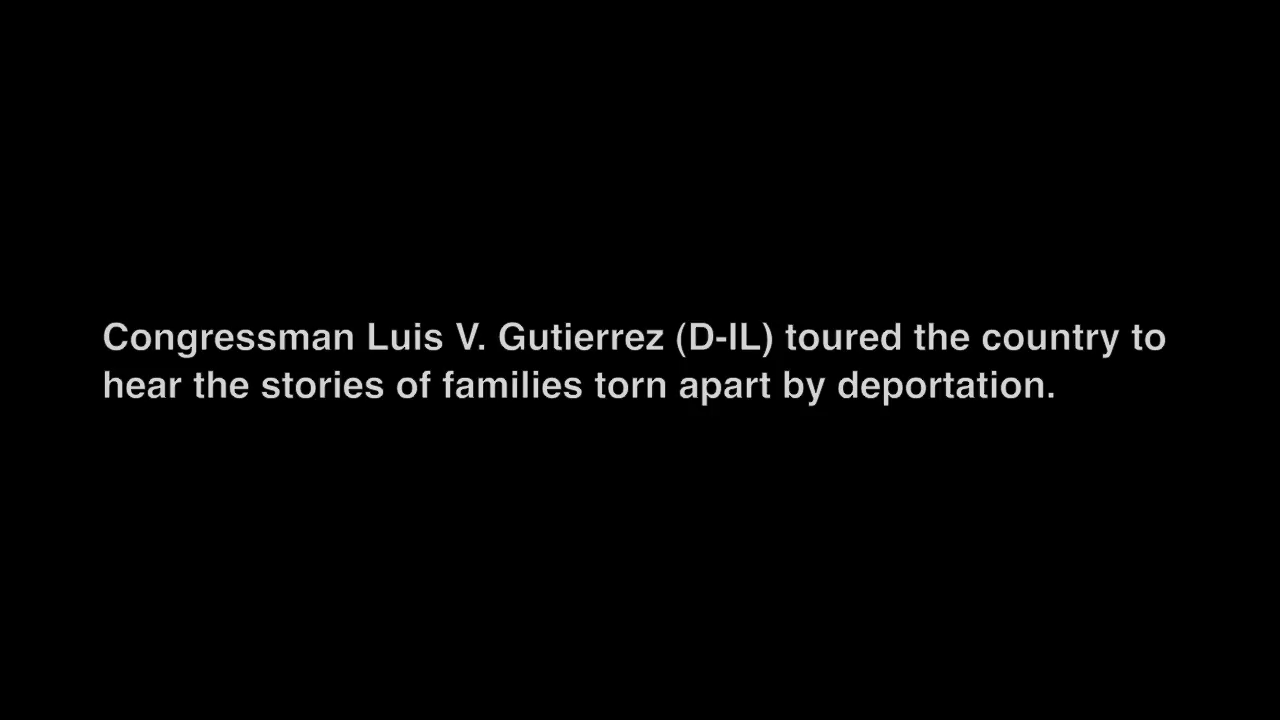 Congressman Luis V. Gutierrez (D-IL) toured the country to
hear the stories of families torn apart by deportation.